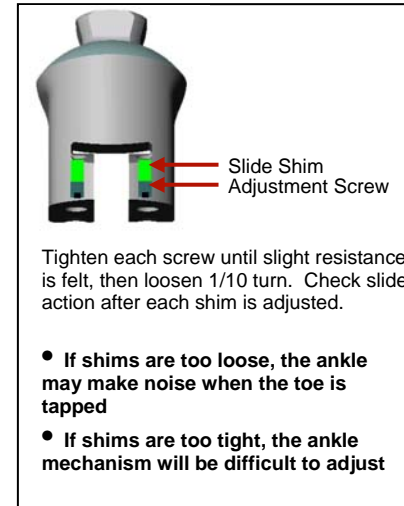 Slide Shim
Adjustment Screw
Tighten each screw until slight resistance
is felt, then loosen 1/10 turn.  Check slide
action after each shim is adjusted.
• If shims are too loose, the ankle
may make noise when the toe is
tapped
• If shims are too tight, the ankle
mechanism will be difficult to adjust